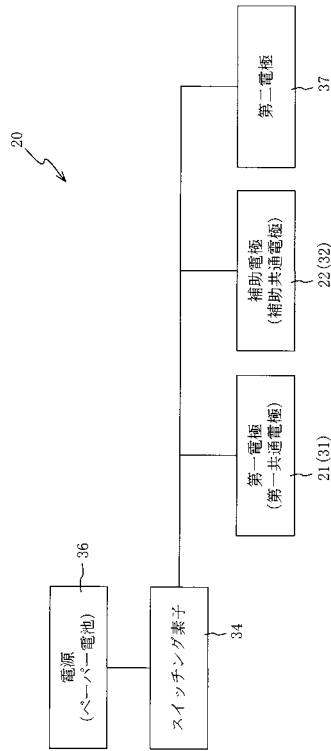 20
電源
(ペーパー電池)
36
スイッチング素子
34
第一電極
(第一共通電極)
21(31)
補助電極
(補助共通電極)
22(32)
第二電極
37